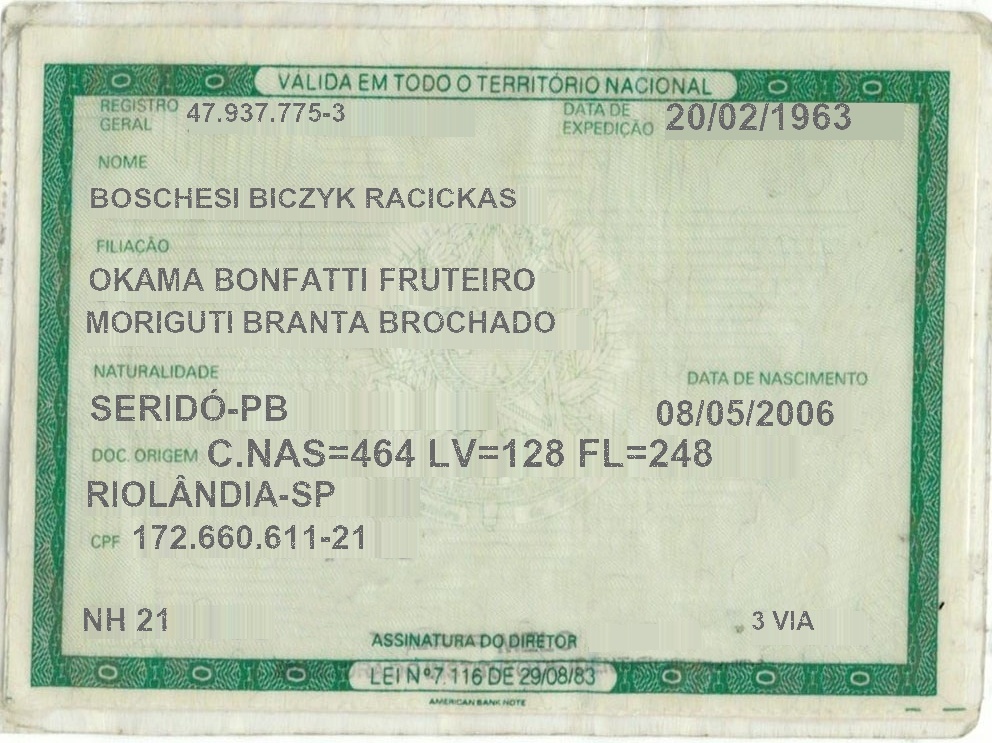 VÁLIDA EM TODO O TERRITÓRIO NACIONAL
REGISTRO GERAL 47.937.775-3 DATA DE EXPEDIÇÃO 20/02/1963
NOME
BOSCHESI BICZYK RACICKAS
FILIAÇÃO
OKAMA BONFATTI FRUTEIRO
MORIGUTI BRANTA BROCHADO
NATURALIDADE DATA DE NASCIMENTO
SERIDÓ-PB 08/05/2006
DOC. ORIGEM C.NAS=464 LV=128 FL=248
RIOLÂNDIA-SP
CPF 172.660.611-21
NH 21 3 VIA
ASSINATURA DO DIRETOR
LEI Nº 7.116 DE 29/08/83
AMERICAN BANK NOTE